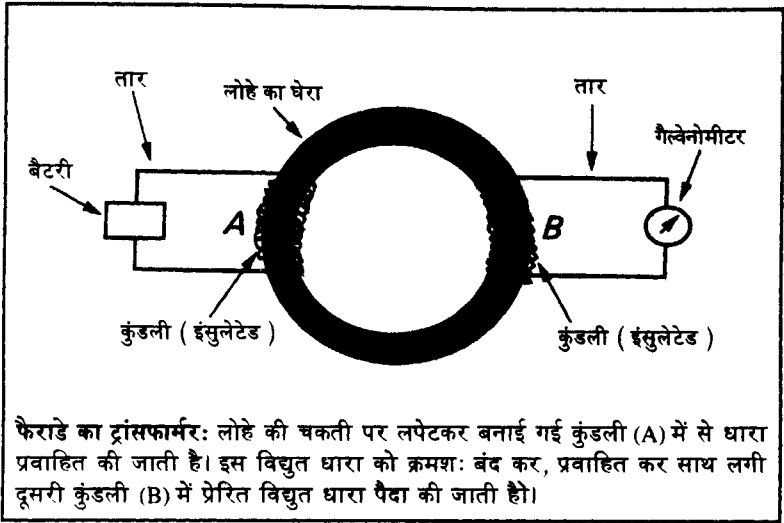 तार
लोहे का घेरा
तार
गैल्वेनोमीटर
बैटरी
A
B
कुंडली ( इंसुलेटेड )
कुंडली ( इंसुलेटेड )
फैराडे का ट्रांसफार्मर: लोहे की चकती पर लपेटकर बनाई गई कुंडली (A) में से धारा
प्रवाहित की जाती है। इस विद्युत धारा को क्रमश: बंद कर, प्रवाहित कर साथ लगी
दूसरी कुंडली (B) में प्रेरित विद्युत धारा पैदा की जाती हौ।